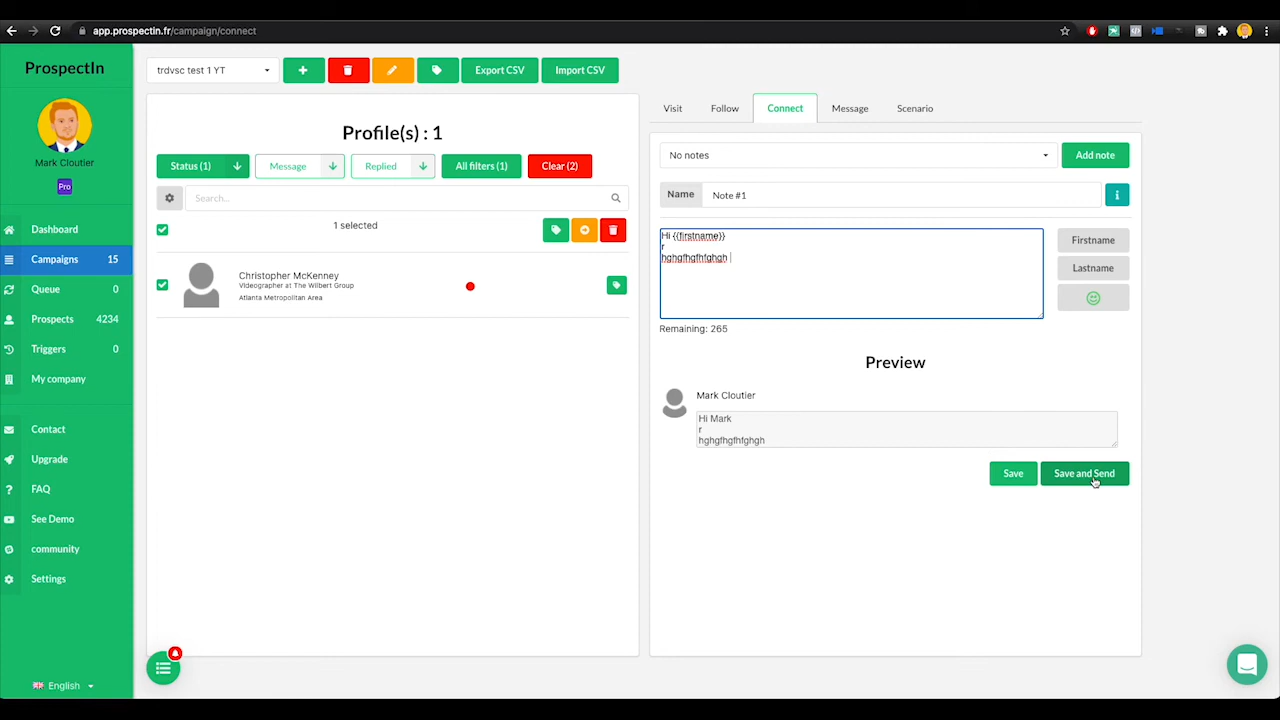 app.prospectin.fr/campaign/connect
ProspectIn
Mark Cloutier
Pro
Dashboard
Campaigns 15
Queue 0
Prospects 4234
Triggers 0
My company
Contact
Upgrade
? FAQ
See Demo
community
Settings
English
trdvsc test 1 YT
Export CSV
Import CSV
Profile(s) : 1
Status (1)
Message
Replied
All filters (1)
Clear (2)
Search...
1 selected
Christopher McKenney
Videographer at The Wilbert Group
Atlanta Metropolitan Area
Visit
Follow
Connect
Message
Scenario
No notes
Add note
Name
Note #1
i
Hi {{firstname}}
r
hghgfhgfhfghgh
Firstname
Lastname
Remaining: 265
Preview
Mark Cloutier
Hi Mark
r
hghgfhgfhfghgh
Save
Save and Send